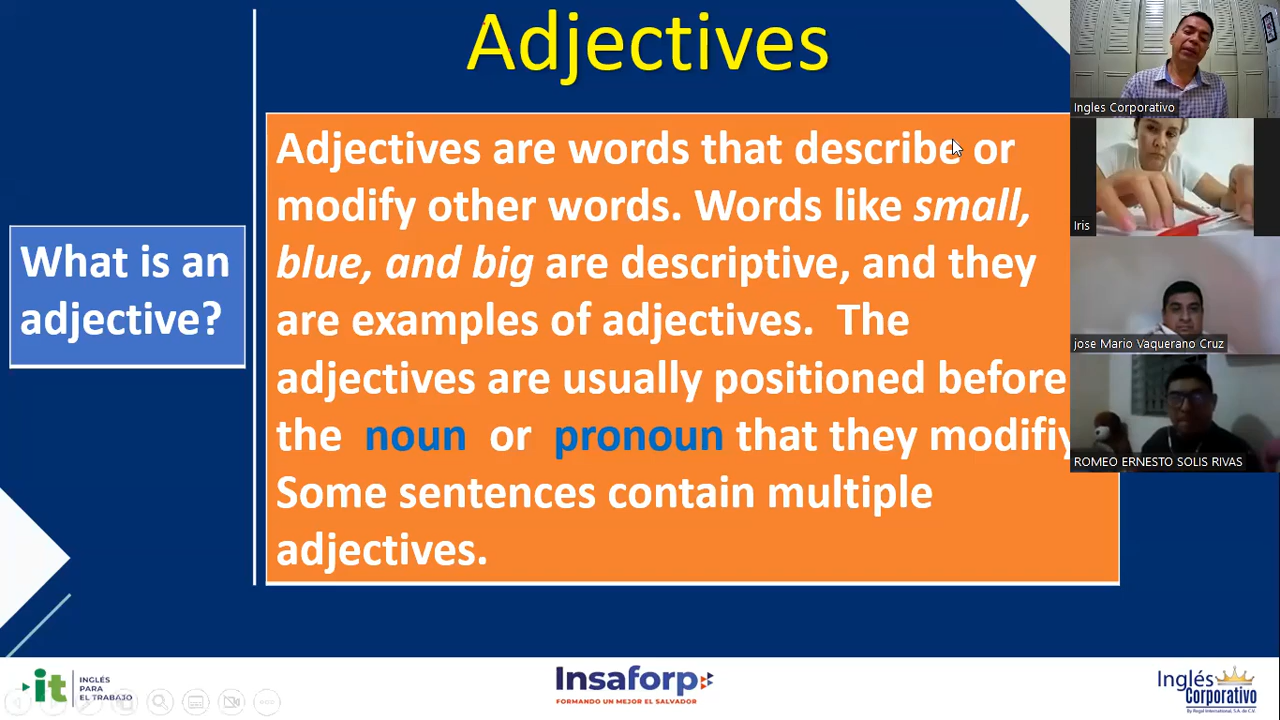 Adjectives
What is an
adjective?
Adjectives are words that describe or
modify other words. Words like small,
blue, and big are descriptive, and they
are examples of adjectives. The
adjectives are usually positioned before
the noun or pronoun that they modifiy
Some sentences contain multiple
adjectives.
Ingles Corporativo
Iris
jose Mario Vaquerano Cruz
ROMEO ERNESTO SOLIS RIVAS
it
INGLÉS
PARA
EL TRABAJO
Insaforp
FORMANDO UN MEJOR EL SALVADOR
Inglés
Corporativo
By Regal International, S.A. de C.V.